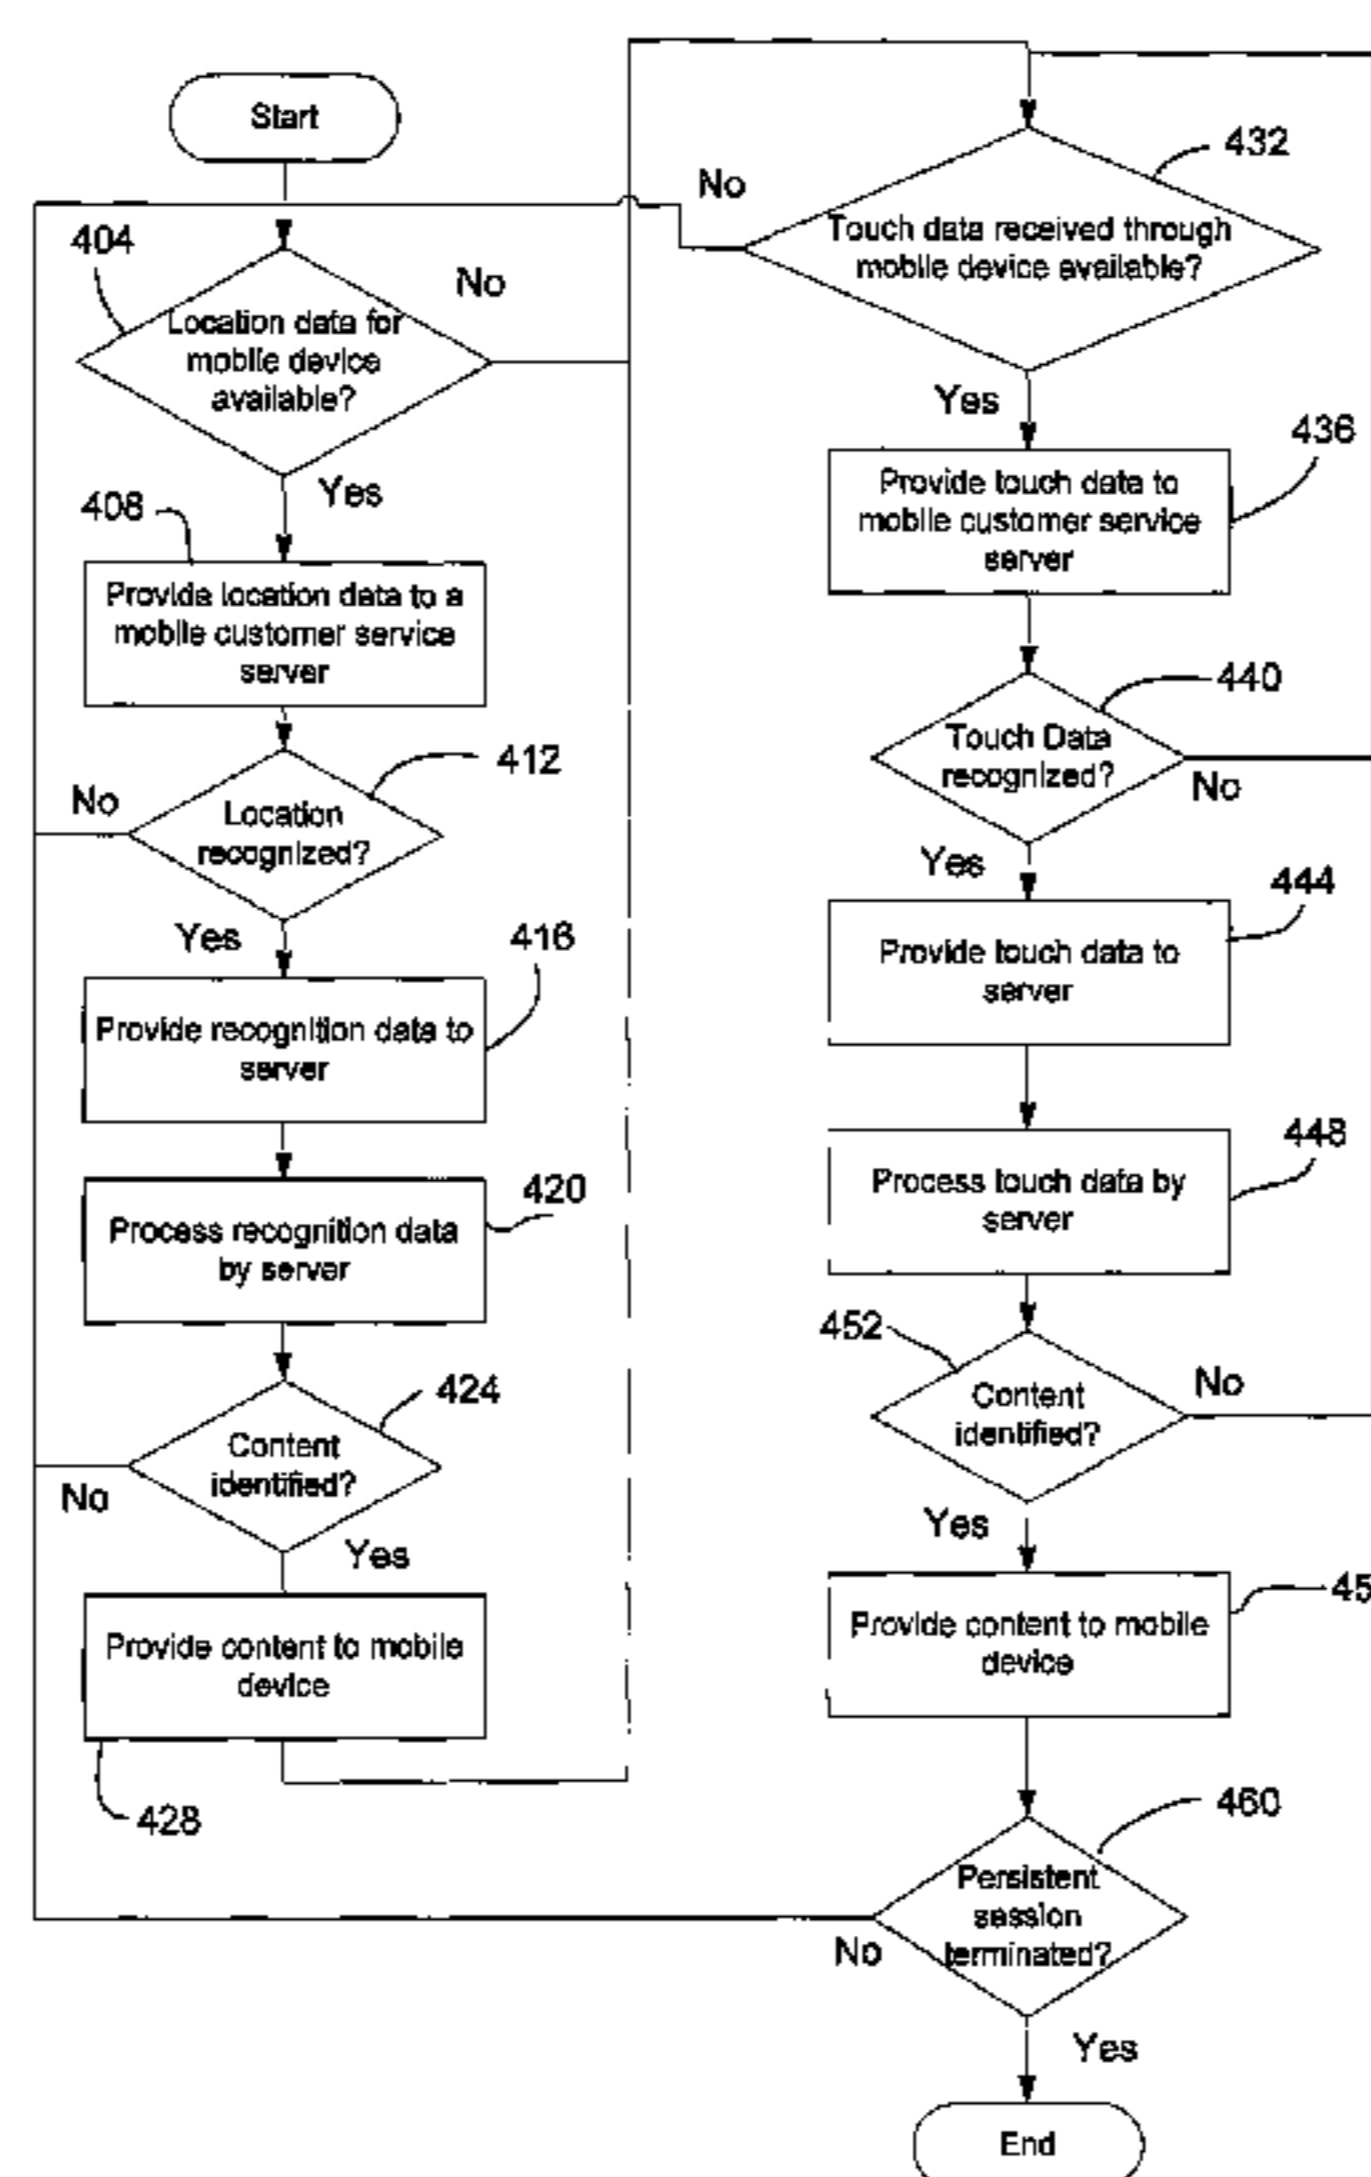 Start
404
Location data for
mobile device
available?
No
Yes
408
Provide location data to a
mobile customer service
server
412
Location
recognized?
No
Yes
416
Provide recognition data to
server
420
Process recognition data
by server
424
Content
identified?
No
Yes
Provide content to mobile
device
428
No
432
Touch data received through
mobile device available?
Yes
436
Provide touch data to
mobile customer service
server
440
Touch Data
recognized?
No
Yes
444
Provide touch data to
server
448
Process touch data by
server
452
Content
identified?
No
Yes
45
Provide content to mobile
device
460
Persistent
session
terminated?
No
Yes
End